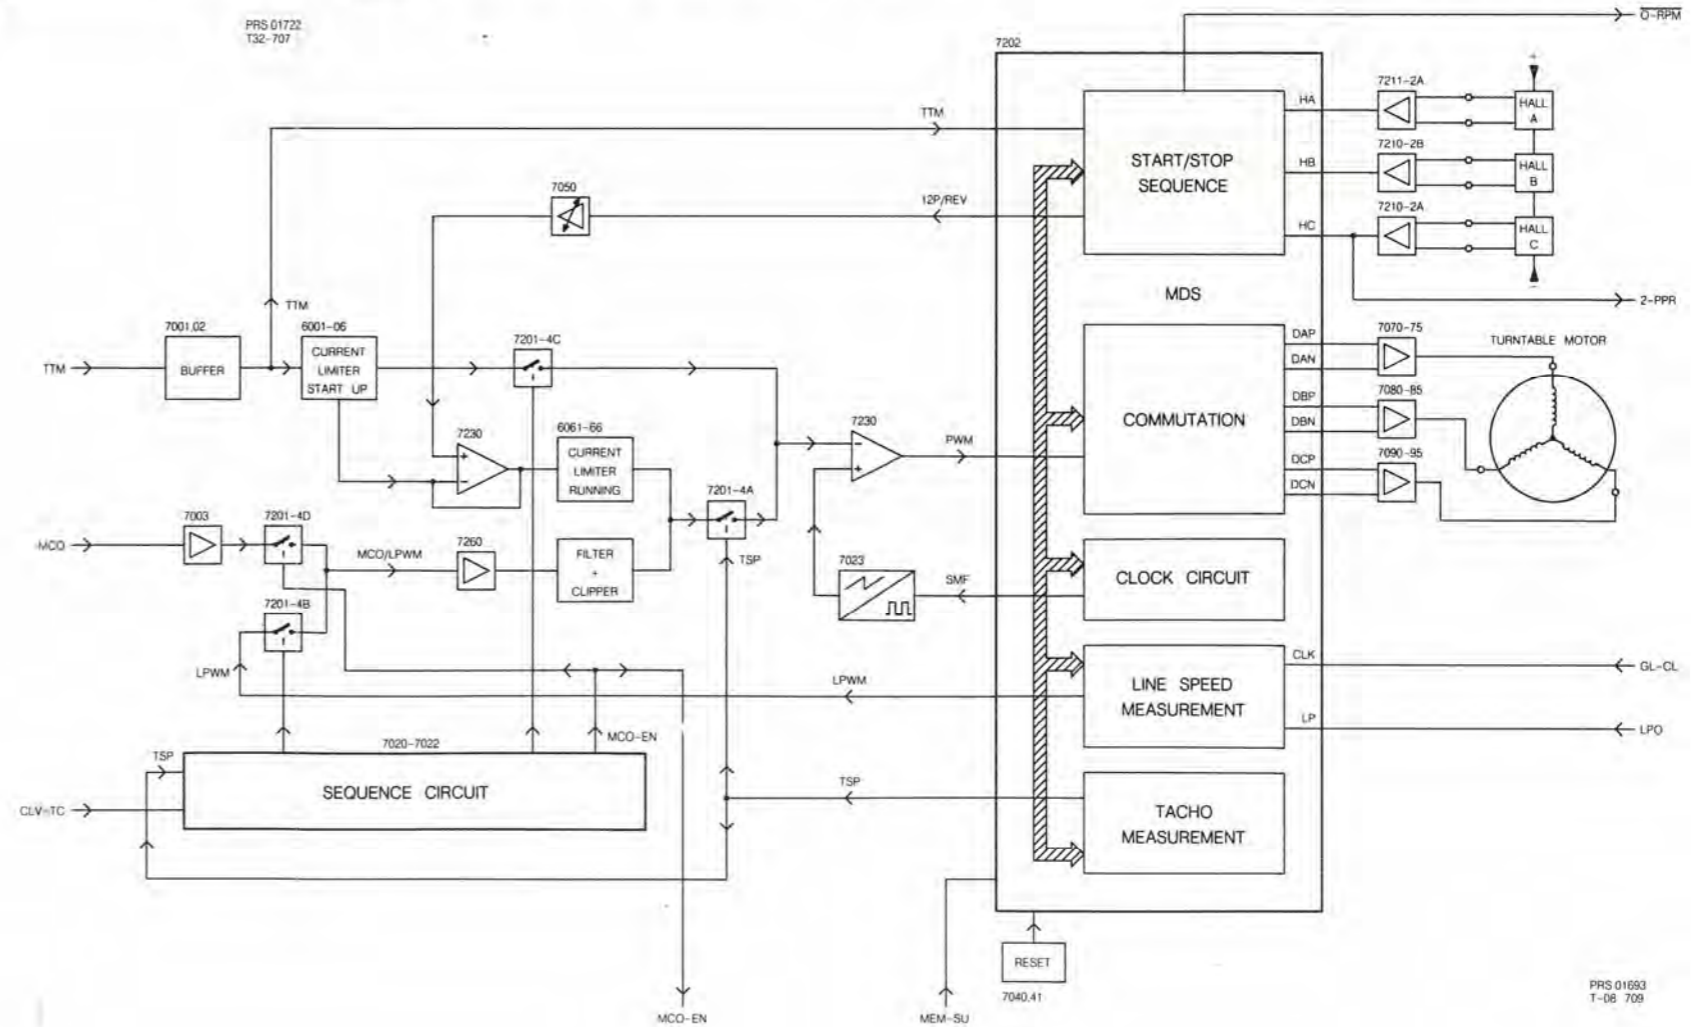 PRS 01722
T32-707
O-RPM
7202
7211-2A
HA
HALL
A
TTM
START/STOP
SEQUENCE
7210-2B
HB
HALL
B
7050
12P/REV
7210-2A
HC
HALL
C
MDS
2-PPR
TTM
7001,02
6001-06
7201-4C
DAP
7070-75
TURNTABLE MOTOR
TTM
BUFFER
CURRENT
LIMITER
START UP
DAN
DBP
7080-85
COMMUTATION
DBN
7230
6061-66
7230
PWM
CURRENT
LIMITER
RUNNING
DCP
7090-95
DCN
+
-
-
+
7201-4A
7003
7201-4D
MCO
MCO/LPWM
7260
FILTER
+
CLIPPER
TSP
7023
SMF
CLOCK CIRCUIT
7201-4B
LPWM
LPWM
CLK
GL-CL
LINE SPEED
MEASUREMENT
LP
LPO
MCO-EN
7020-7022
TSP
SEQUENCE CIRCUIT
TSP
CLV-TC
TACHO
MEASUREMENT
RESET
7040,41
MCO-EN
MEM-SU
PRS 01693
T-08 709